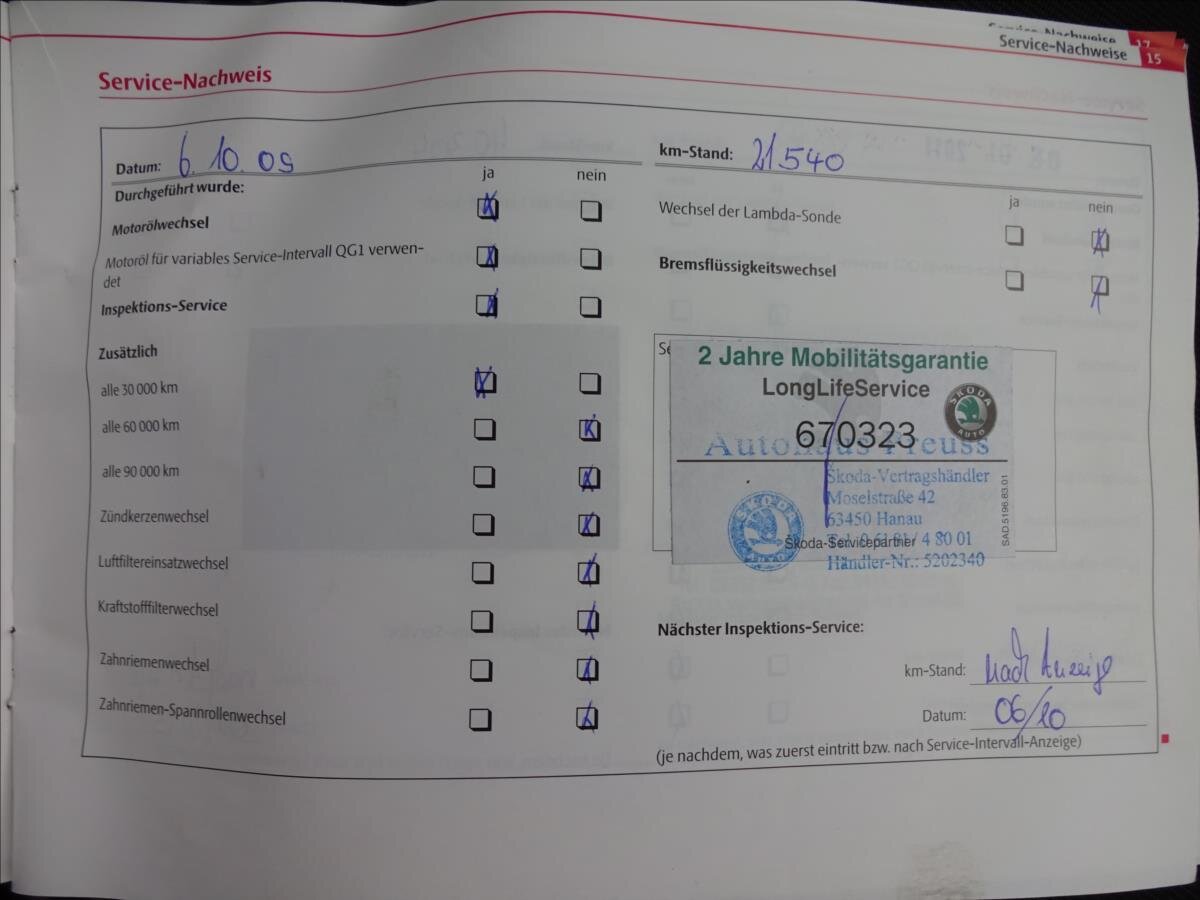 Service-Nachweise 17
Service-Nachweise 15
Service-Nachweis
Datum: 6.10.09
km-Stand: 21540
Durchgeführt wurde:
ja nein
Motorölwechsel
Motoröl für variables Service-Intervall QG1 verwen-
det
Inspektions-Service
Zusätzlich
alle 30 000 km
alle 60 000 km
alle 90 000 km
Zündkerzenwechsel
Luftfiltereinsatzwechsel
Kraftstofffilterwechsel
Zahnriemenwechsel
Zahnriemen-Spannrollenwechsel
ja nein
Wechsel der Lambda-Sonde
Bremsflüssigkeitswechsel
2 Jahre Mobilitätsgarantie
LongLifeService
SKODA
AUTO
670323
Autohaus Preuss
Skoda-Vertragshändler
Moselstraße 42
63450 Hanau
4 80 01
Škoda-Servicepartner
Händler-Nr.: 5202340
SKODA
SAD.5196.83.01
Nächster Inspektions-Service:
km-Stand: Nach Anzeige
Datum: 06/10
(je nachdem, was zuerst eintritt bzw. nach Service-Intervall-Anzeige)